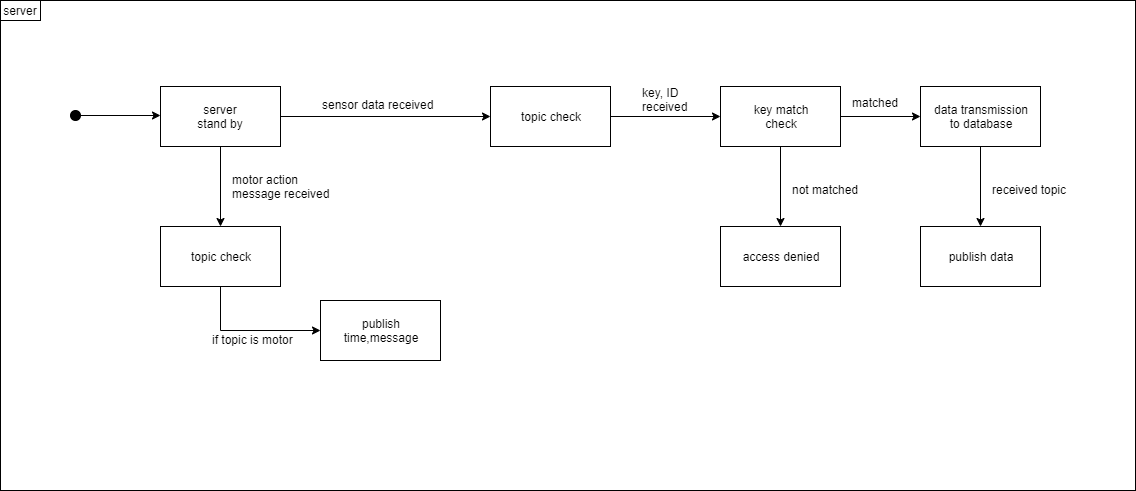 server
server
stand by
sensor data received
topic check
key, ID
received
key match
check
matched
data transmission
to database
motor action
message received
not matched
received topic
topic check
access denied
publish data
if topic is motor
publish
time,message